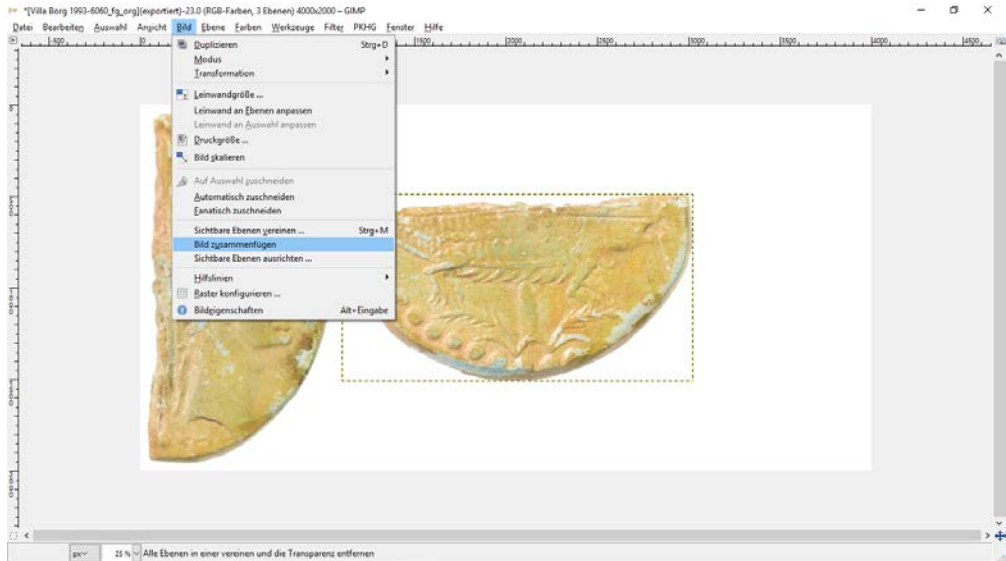 *[Villa Borg 1993-6060_fg_org](exportiert)-23.0 (RGB-Farben, 3 Ebenen) 4000x2000 – GIMP
Datei Bearbeiten Auswahl Ansicht Bild Ebene Farben Werkzeuge Filter PKHG Fenster Hilfe
Duplizieren Strg+D
Modus
Transformation
Leinwandgröße ...
Leinwand an Ebenen anpassen
Leinwand an Auswahl anpassen
Druckgröße ...
Bild skalieren
Auf Auswahl zuschneiden
Automatisch zuschneiden
Fanatisch zuschneiden
Sichtbare Ebenen vereinen ... Strg+M
Bild zusammenfügen
Sichtbare Ebenen ausrichten ...
Hilfslinien
Raster konfigurieren ...
Bildeigenschaften Alt+Eingabe
px 25 % Alle Ebenen in einer vereinen und die Transparenz entfernen